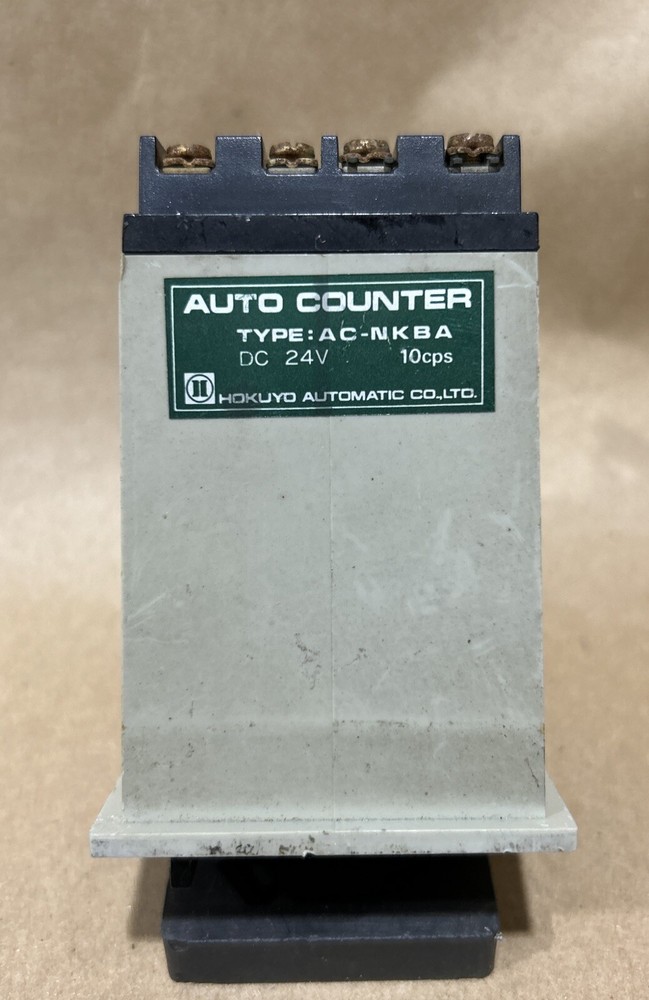 AUTO COUNTER
TYPE: AC-NKBA
DC 24V 10cps
HOKUYO AUTOMATIC CO.,LTD.